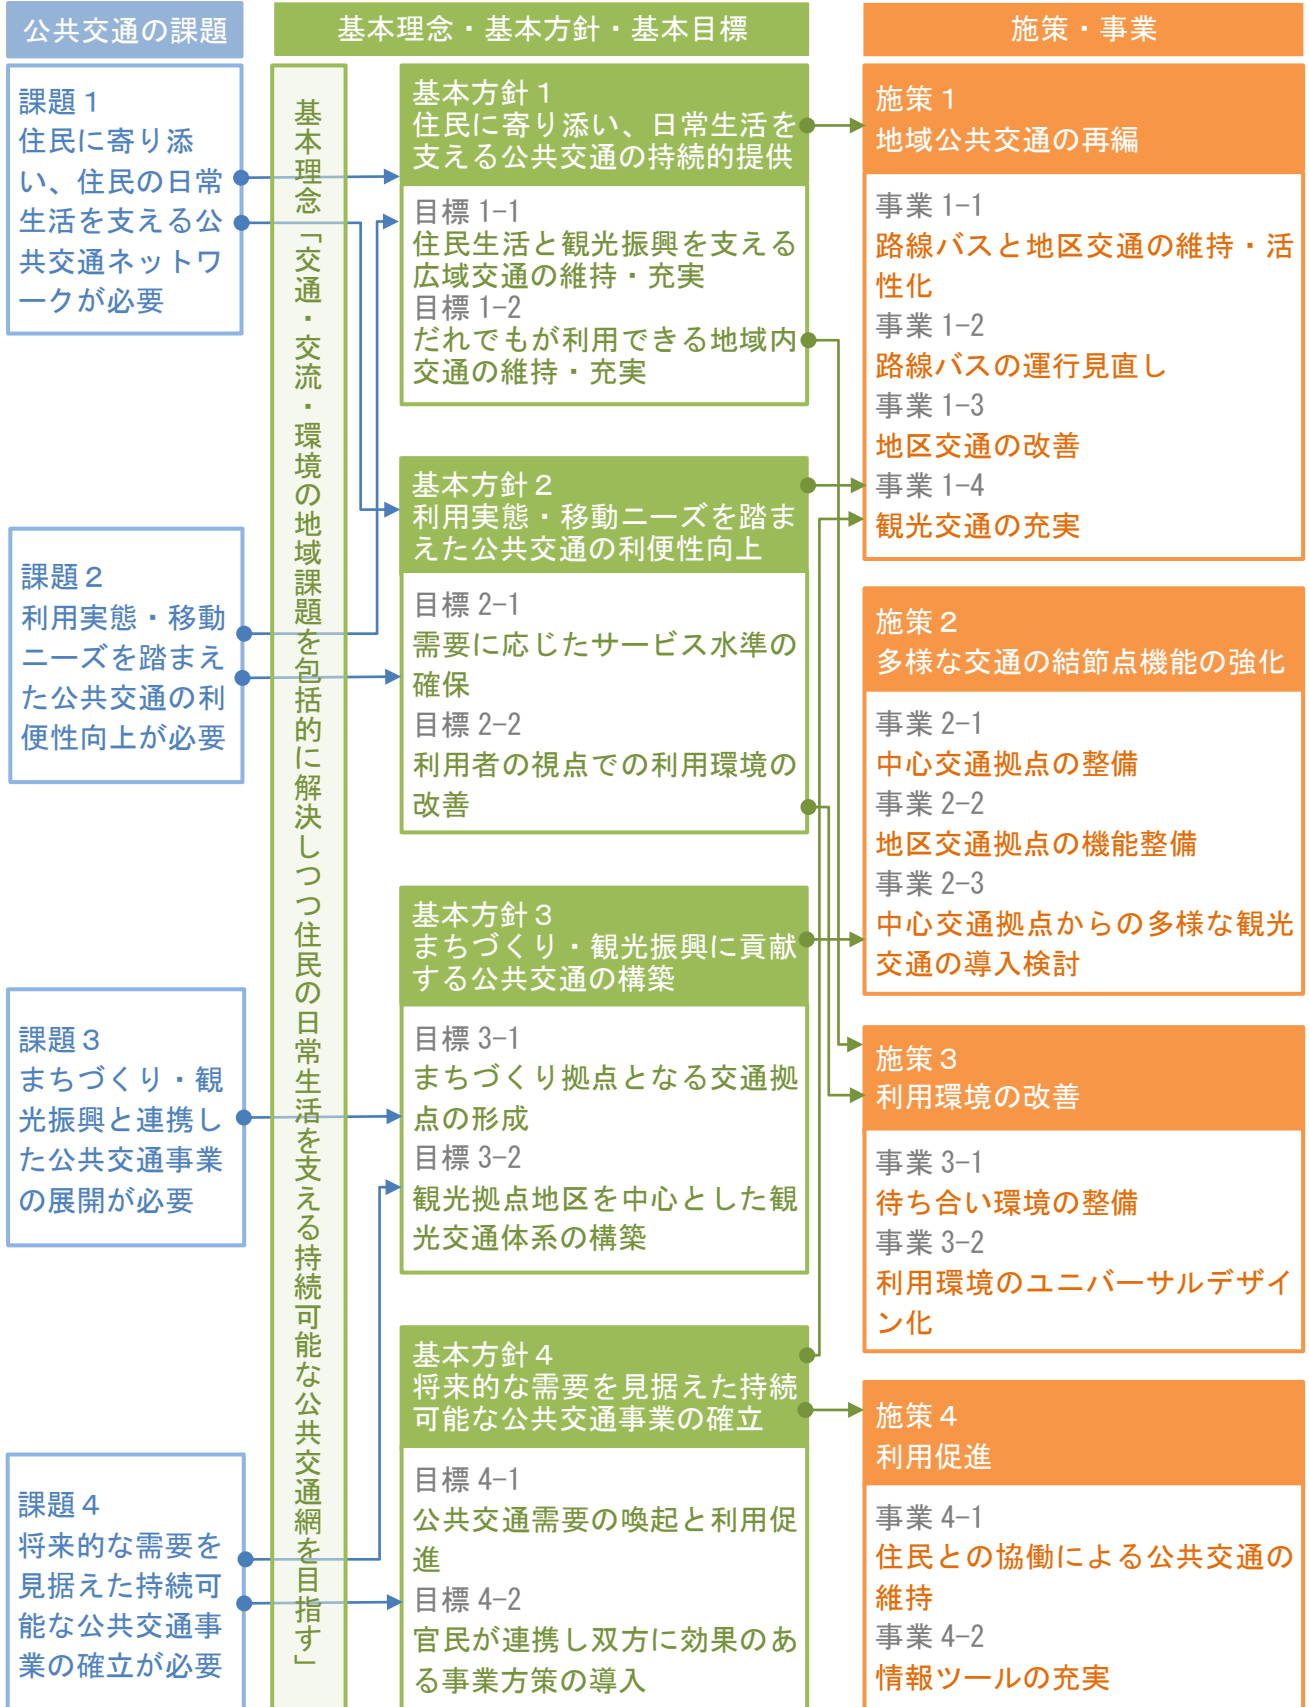 公共交通の課題
基本理念・基本方針・基本目標
施策・事業
課題１
住民に寄り添
い、住民の日常
生活を支える公
共交通ネットワ
ークが必要
課題２
利用実態・移動
ニーズを踏まえ
た公共交通の利
便性向上が必要
課題３
まちづくり・観
光振興と連携し
た公共交通事業
の展開が必要
課題４
将来的な需要を
見据えた持続可
能な公共交通事
業の確立が必要
基本理念「交通・交流・環境の地域課題を包括的に解決しつつ住民の日常生活を支える持続可能な公共交通網を目指す」
基本方針１
住民に寄り添い、日常生活を
支える公共交通の持続的提供
目標 1-1
住民生活と観光振興を支える
広域交通の維持・充実
目標 1-2
だれでもが利用できる地域内
交通の維持・充実
基本方針２
利用実態・移動ニーズを踏ま
えた公共交通の利便性向上
目標 2-1
需要に応じたサービス水準の
確保
目標 2-2
利用者の視点での利用環境の
改善
基本方針３
まちづくり・観光振興に貢献
する公共交通の構築
目標 3-1
まちづくり拠点となる交通拠
点の形成
目標 3-2
観光拠点地区を中心とした観
光交通体系の構築
基本方針４
将来的な需要を見据えた持続
可能な公共交通事業の確立
目標 4-1
公共交通需要の喚起と利用促
進
目標 4-2
官民が連携し双方に効果のあ
る事業方策の導入
施策１
地域公共交通の再編
事業 1-1
路線バスと地区交通の維持・活
性化
事業 1-2
路線バスの運行見直し
事業 1-3
地区交通の改善
事業 1-4
観光交通の充実
施策２
多様な交通の結節点機能の強化
事業 2-1
中心交通拠点の整備
事業 2-2
地区交通拠点の機能整備
事業 2-3
中心交通拠点からの多様な観光
交通の導入検討
施策３
利用環境の改善
事業 3-1
待ち合い環境の整備
事業 3-2
利用環境のユニバーサルデザイ
ン化
施策４
利用促進
事業 4-1
住民との協働による公共交通の
維持
事業 4-2
情報ツールの充実